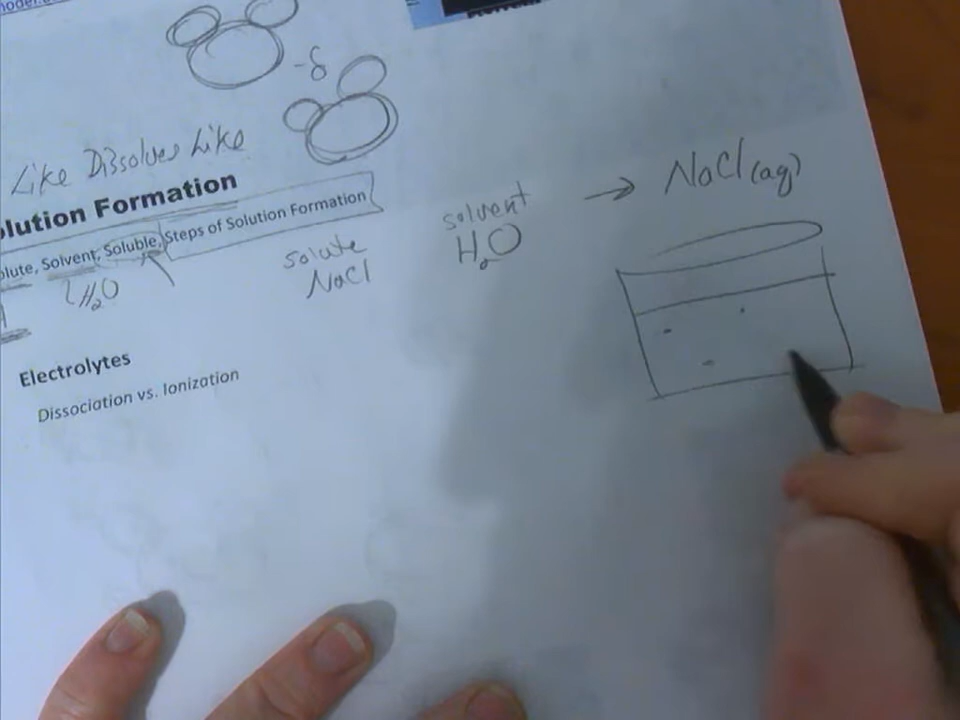 -δ
Like Dissolves Like
olution Formation
olute, Solvent, Soluble, Steps of Solution Formation
H2O
solute
NaCl
solvent
H2O
→ NaCl(aq)
Electrolytes
Dissociation vs. Ionization